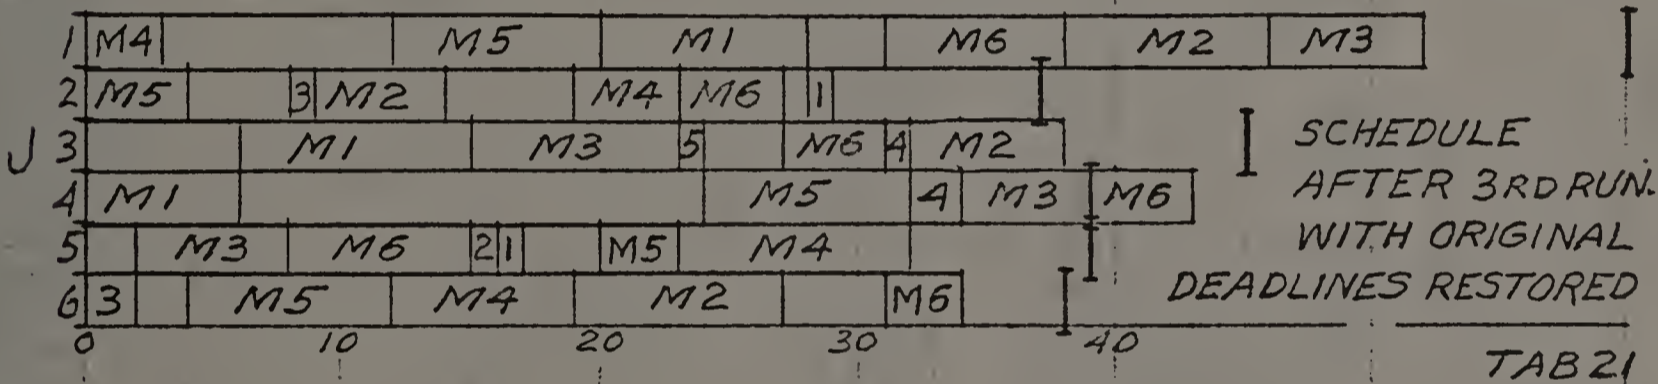 1 M4 M5 M1 M6 M2 M3
2 M5 3 M2 M4 M6 1
J 3 M1 M3 5 M6 4 M2 SCHEDULE
4 M1 M5 4 M3 M6 AFTER 3RD RUN.
5 M3 M6 2 1 M5 M4 WITH ORIGINAL
6 3 M5 M4 M2 M6 DEADLINES RESTORED
0 10 20 30 40
TAB 21